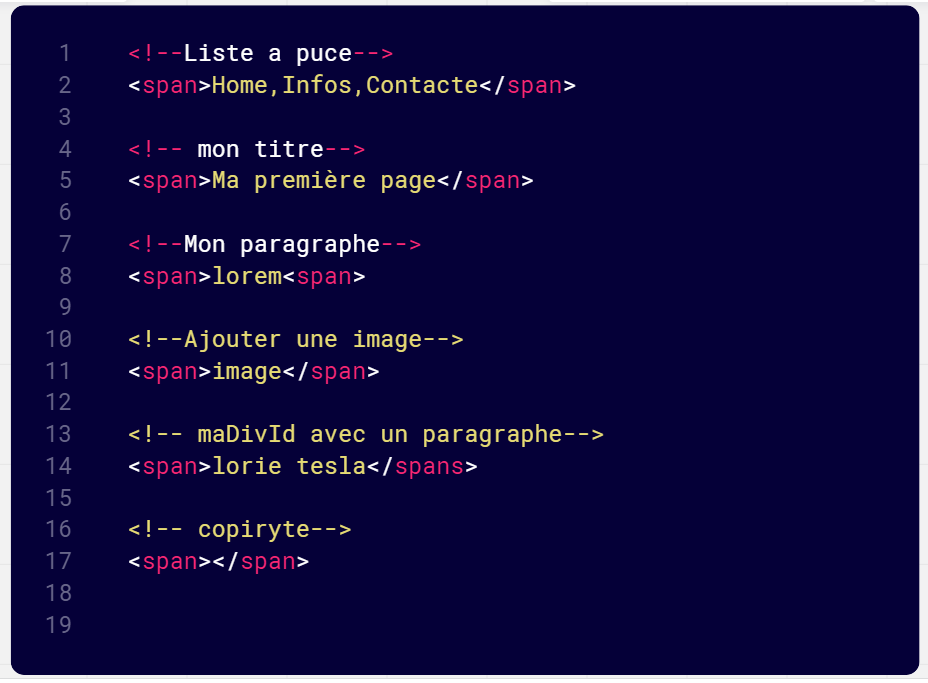 1 <!--Liste a puce-->
2 <span>Home,Infos,Contacte</span>
3
4 <!-- mon titre-->
5 <span>Ma première page</span>
6
7 <!--Mon paragraphe-->
8 <span>lorem<span>
9
10 <!--Ajouter une image-->
11 <span>image</span>
12
13 <!-- maDivId avec un paragraphe-->
14 <span>lorie tesla</spans>
15
16 <!-- copiryte-->
17 <span></span>
18
19